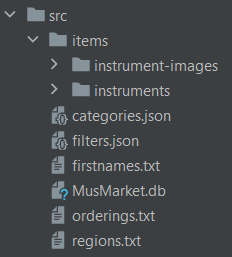 src
items
instrument-images
instruments
categories.json
filters.json
firstnames.txt
MusMarket.db
orderings.txt
regions.txt